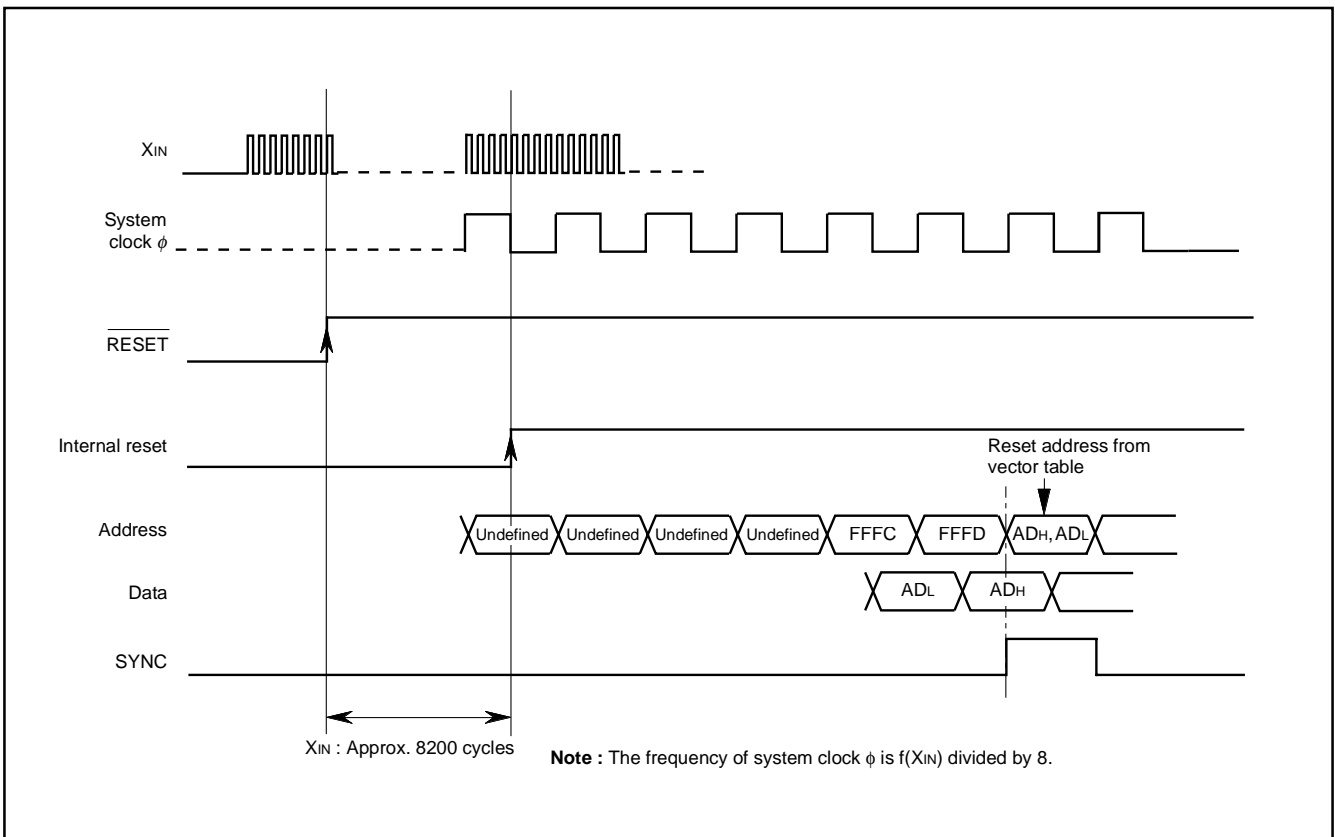 XIN
System
clock ϕ
RESET
Internal reset
Reset address from
vector table
Address
Undefined Undefined Undefined Undefined FFFC FFFD ADH, ADL
Data
ADL ADH
SYNC
XIN : Approx. 8200 cycles
Note : The frequency of system clock ϕ is f(XIN) divided by 8.